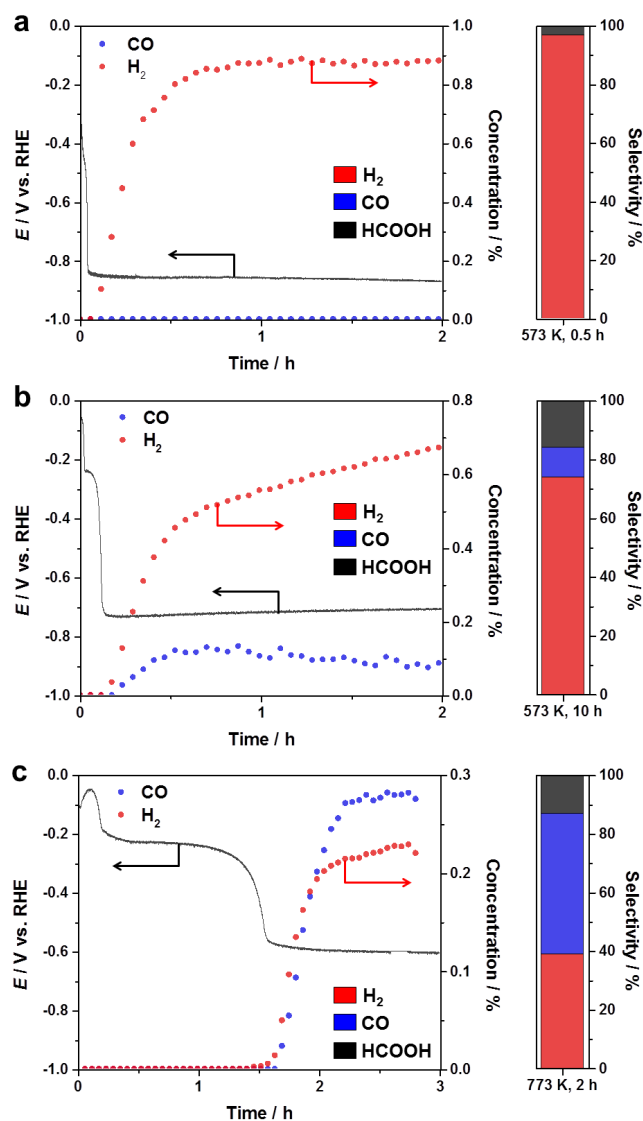 a
CO
H2
H2
CO
HCOOH
E / V vs. RHE
0.0
-0.2
-0.4
-0.6
-0.8
-1.0
0
1
2
Time / h
1.0
0.8
0.6
0.4
0.2
0.0
Concentration / %
100
80
60
40
20
0
Selectivity / %
573 K, 0.5 h
b
CO
H2
H2
CO
HCOOH
E / V vs. RHE
0.0
-0.2
-0.4
-0.6
-0.8
-1.0
0
1
2
Time / h
0.8
0.6
0.4
0.2
0.0
Concentration / %
100
80
60
40
20
0
Selectivity / %
573 K, 10 h
c
CO
H2
H2
CO
HCOOH
E / V vs. RHE
0.0
-0.2
-0.4
-0.6
-0.8
-1.0
0
1
2
3
Time / h
0.3
0.2
0.1
0.0
Concentration / %
100
80
60
40
20
0
Selectivity / %
773 K, 2 h